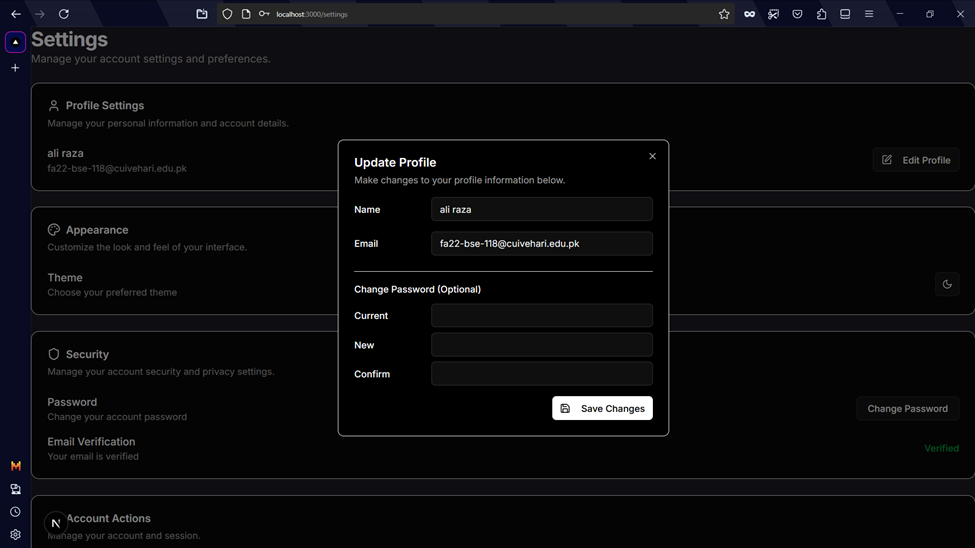 localhost:3000/settings
Settings
Manage your account settings and preferences.
Profile Settings
Manage your personal information and account details.
ali raza
fa22-bse-118@cuivehari.edu.pk
Edit Profile
Appearance
Customize the look and feel of your interface.
Theme
Choose your preferred theme
Security
Manage your account security and privacy settings.
Password
Change your account password
Change Password
Email Verification
Your email is verified
Verified
Account Actions
Manage your account and session.
N
M
Update Profile
Make changes to your profile information below.
Name
ali raza
Email
fa22-bse-118@cuivehari.edu.pk
Change Password (Optional)
Current
New
Confirm
Save Changes